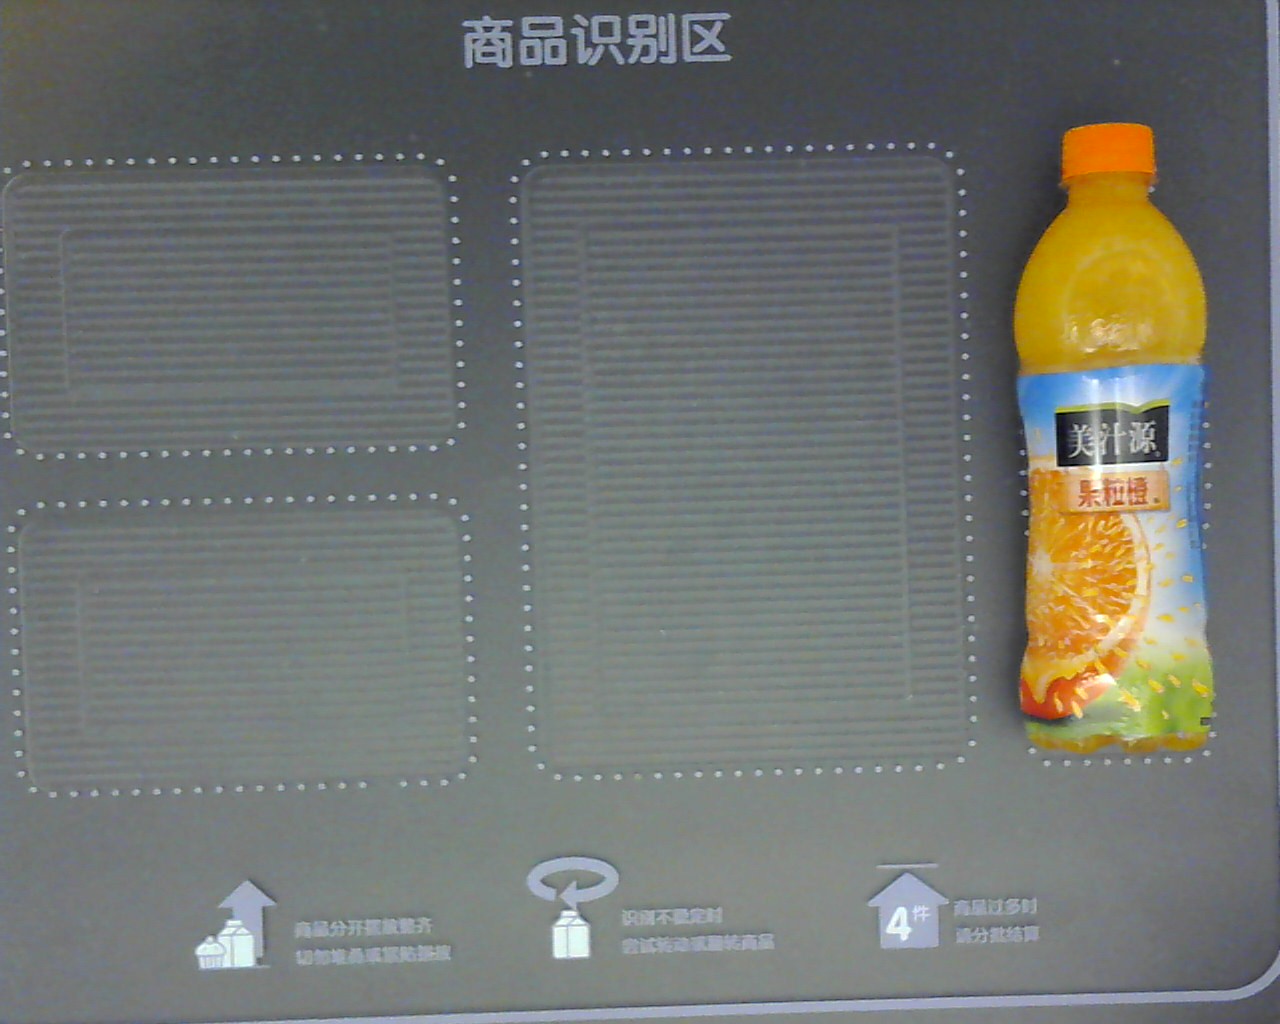 商品识别区
美汁源
果粒橙
商品分开摆放整齐
切勿堆叠或紧贴摆放
识别不稳定时
尝试转动或翻转商品
4件
商品过多时
请分批结算